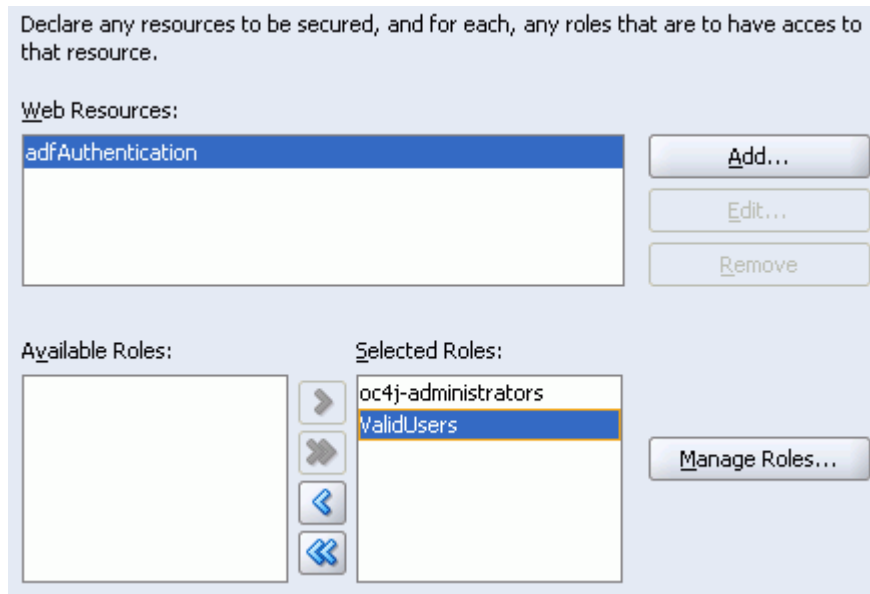 Declare any resources to be secured, and for each, any roles that are to have acces to
that resource.
Web Resources:
adfAuthentication
Add...
Edit...
Remove
Available Roles:
Selected Roles:
oc4j-administrators
ValidUsers
Manage Roles...